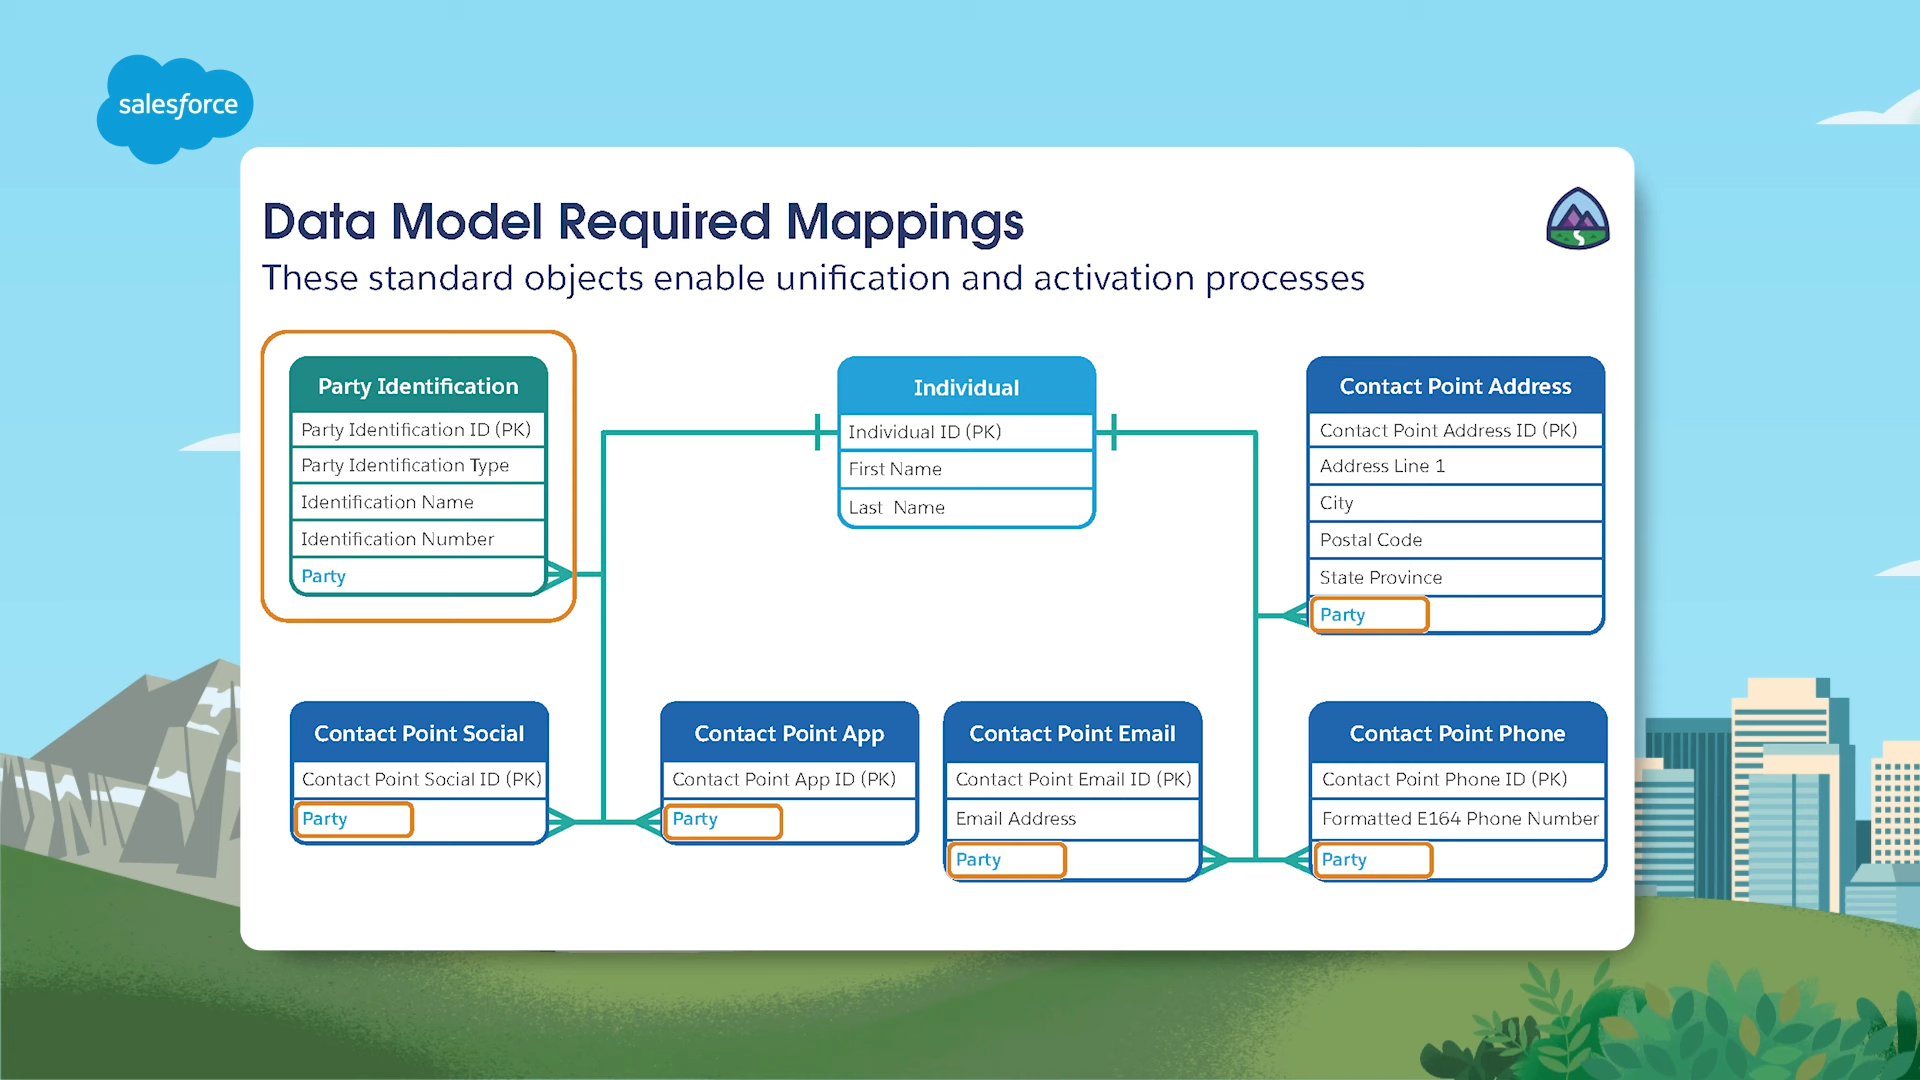 salesforce
Data Model Required Mappings
These standard objects enable unification and activation processes
Party Identification
Party Identification ID (PK)
Party Identification Type
Identification Name
Identification Number
Party
Individual
Individual ID (PK)
First Name
Last Name
Contact Point Address
Contact Point Address ID (PK)
Address Line 1
City
Postal Code
State Province
Party
Contact Point Social
Contact Point Social ID (PK)
Party
Contact Point App
Contact Point App ID (PK)
Party
Contact Point Email
Contact Point Email ID (PK)
Email Address
Party
Contact Point Phone
Contact Point Phone ID (PK)
Formatted E164 Phone Number
Party